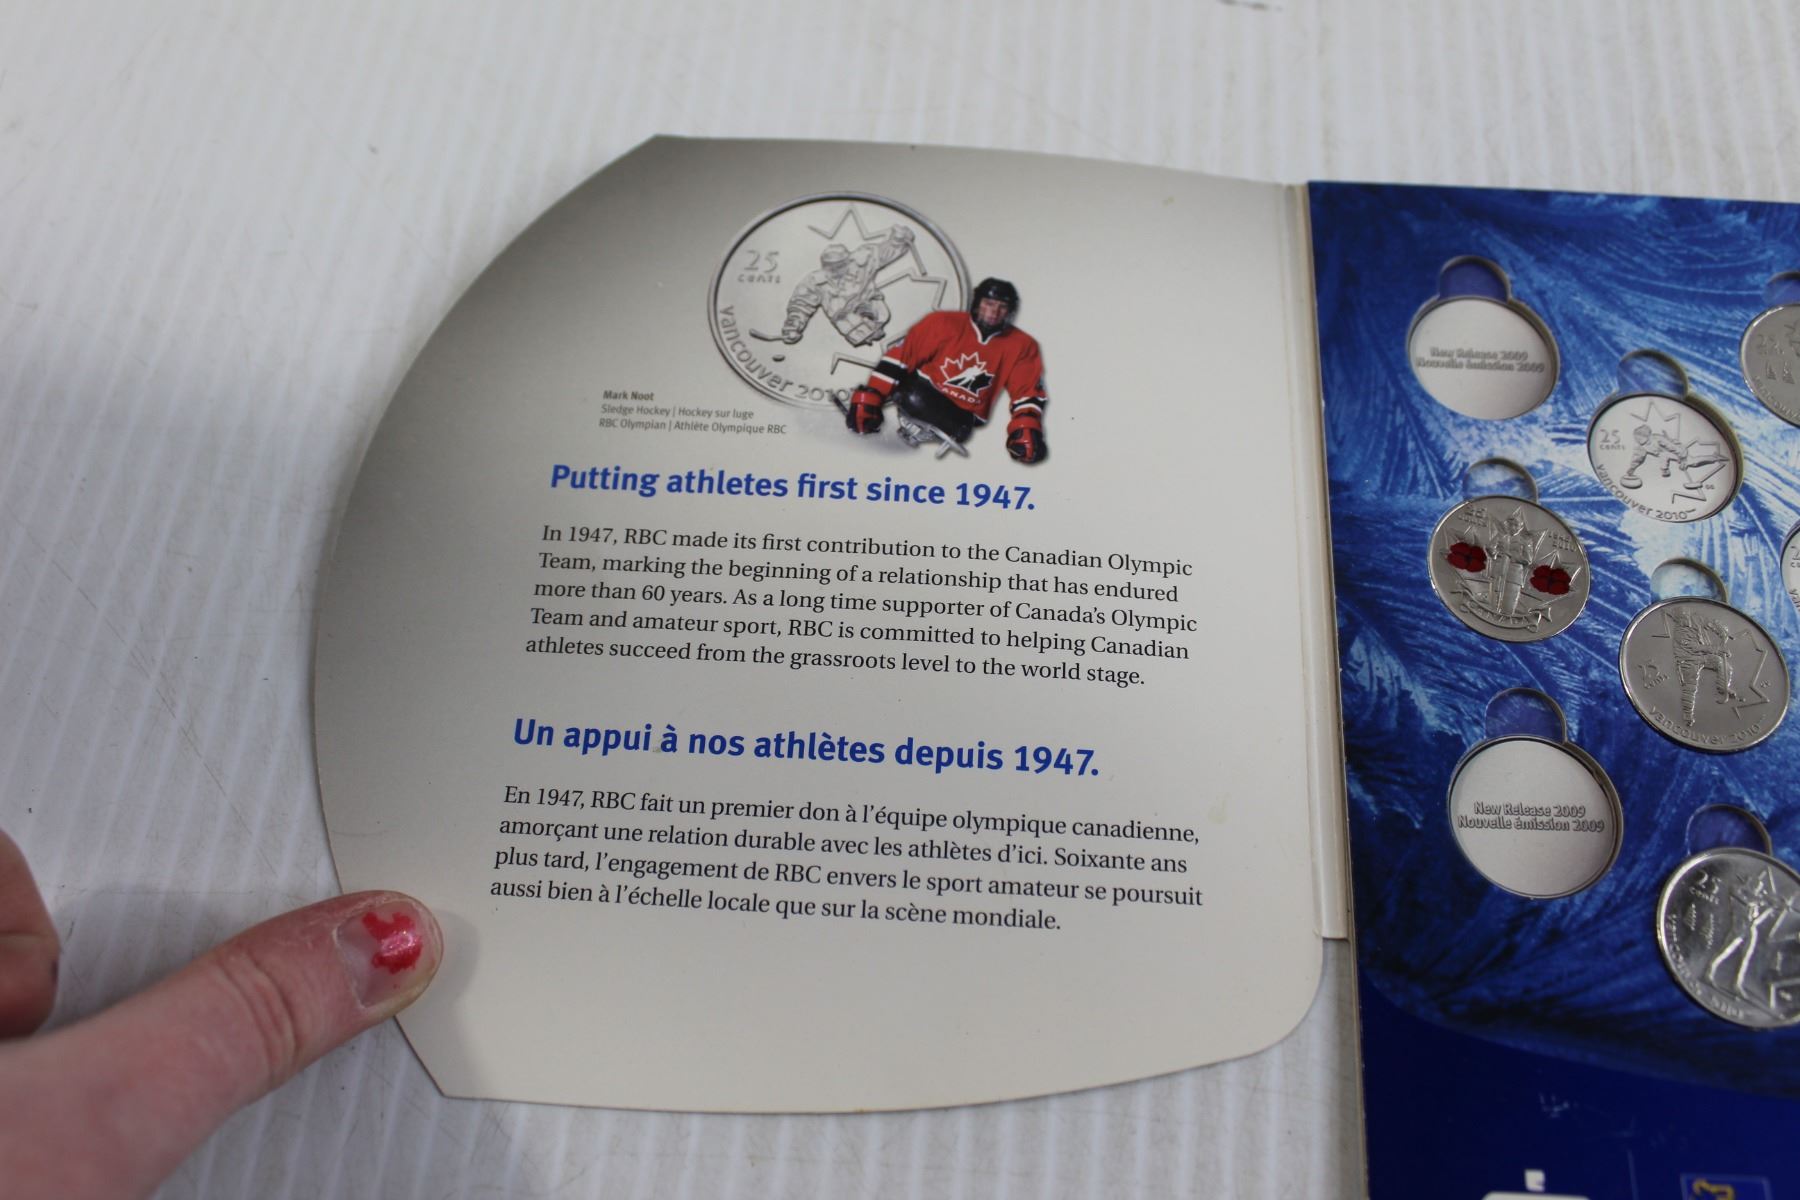 25
cents
vancouver 2010
CANADA
Mark Noot
Sledge Hockey | Hockey sur luge
RBC Olympian | Athlète Olympique RBC
Putting athletes first since 1947.
In 1947, RBC made its first contribution to the Canadian Olympic
Team, marking the beginning of a relationship that has endured
more than 60 years. As a long time supporter of Canada's Olympic
Team and amateur sport, RBC is committed to helping Canadian
athletes succeed from the grassroots level to the world stage.
Un appui à nos athlètes depuis 1947.
En 1947, RBC fait un premier don à l'équipe olympique canadienne,
amorçant une relation durable avec les athlètes d'ici. Soixante ans
plus tard, l'engagement de RBC envers le sport amateur se poursuit
aussi bien à l'échelle locale que sur la scène mondiale.
New Release 2009
Nouvelle émission 2009
25
cents
vancouver 2010
CANADA
vancouver 2010
New Release 2009
Nouvelle émission 2009
25
cents